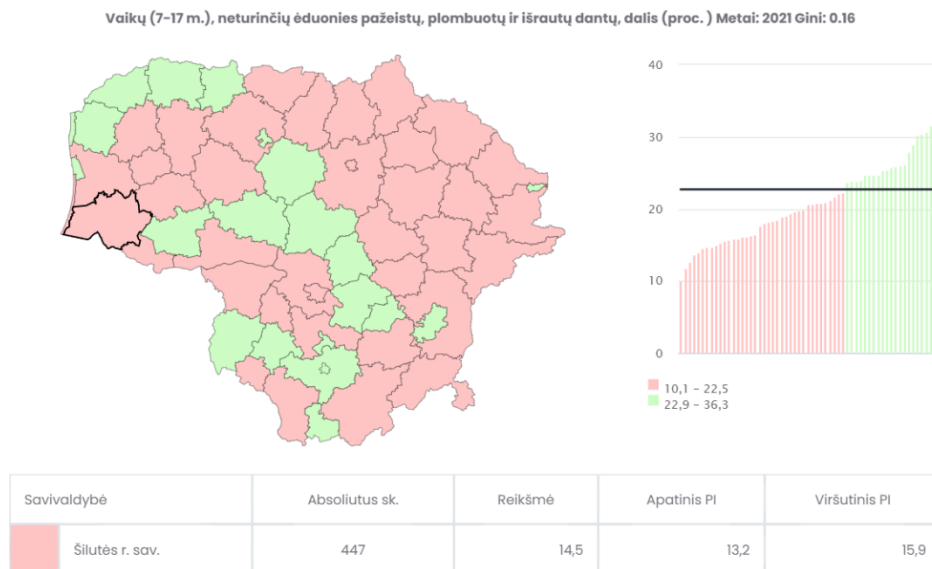 Vaikų (7-17 m.), neturinčių ėduonies pažeistų, plombuotų ir išrautų dantų, dalis (proc. ) Metai: 2021 Gini: 0.16
40
30
20
10
0
10,1 - 22,5
22,9 - 36,3
Savivaldybė Absoliutus sk. Reikšmė Apatinis PI Viršutinis PI
Šilutės r. sav. 447 14,5 13,2 15,9